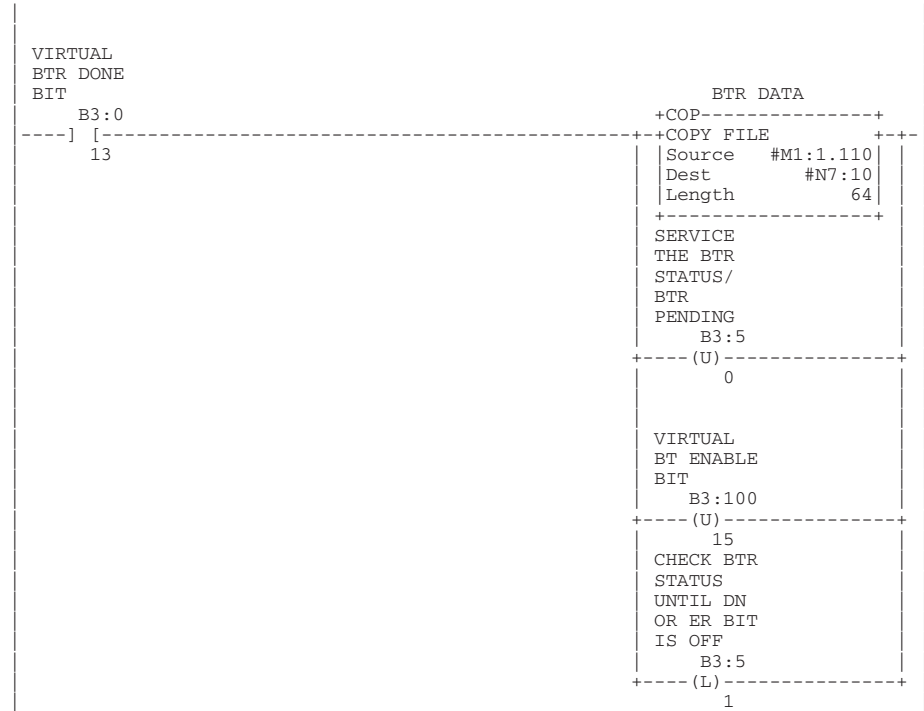 VIRTUAL
BTR DONE
BIT BTR DATA
B3:0 +COP----------------+
|----] [----------------------------------------------+-+COPY FILE +-+-
13 | |Source #M1:1.110| |
| |Dest #N7:10| |
| |Length 64| |
| +-------------------+ |
SERVICE
THE BTR
STATUS/
BTR
PENDING
B3:5
+----(U)---------------+
0
VIRTUAL
BT ENABLE
BIT
B3:100
+----(U)---------------+
15
CHECK BTR
STATUS
UNTIL DN
OR ER BIT
IS OFF
B3:5
+----(L)---------------+
1